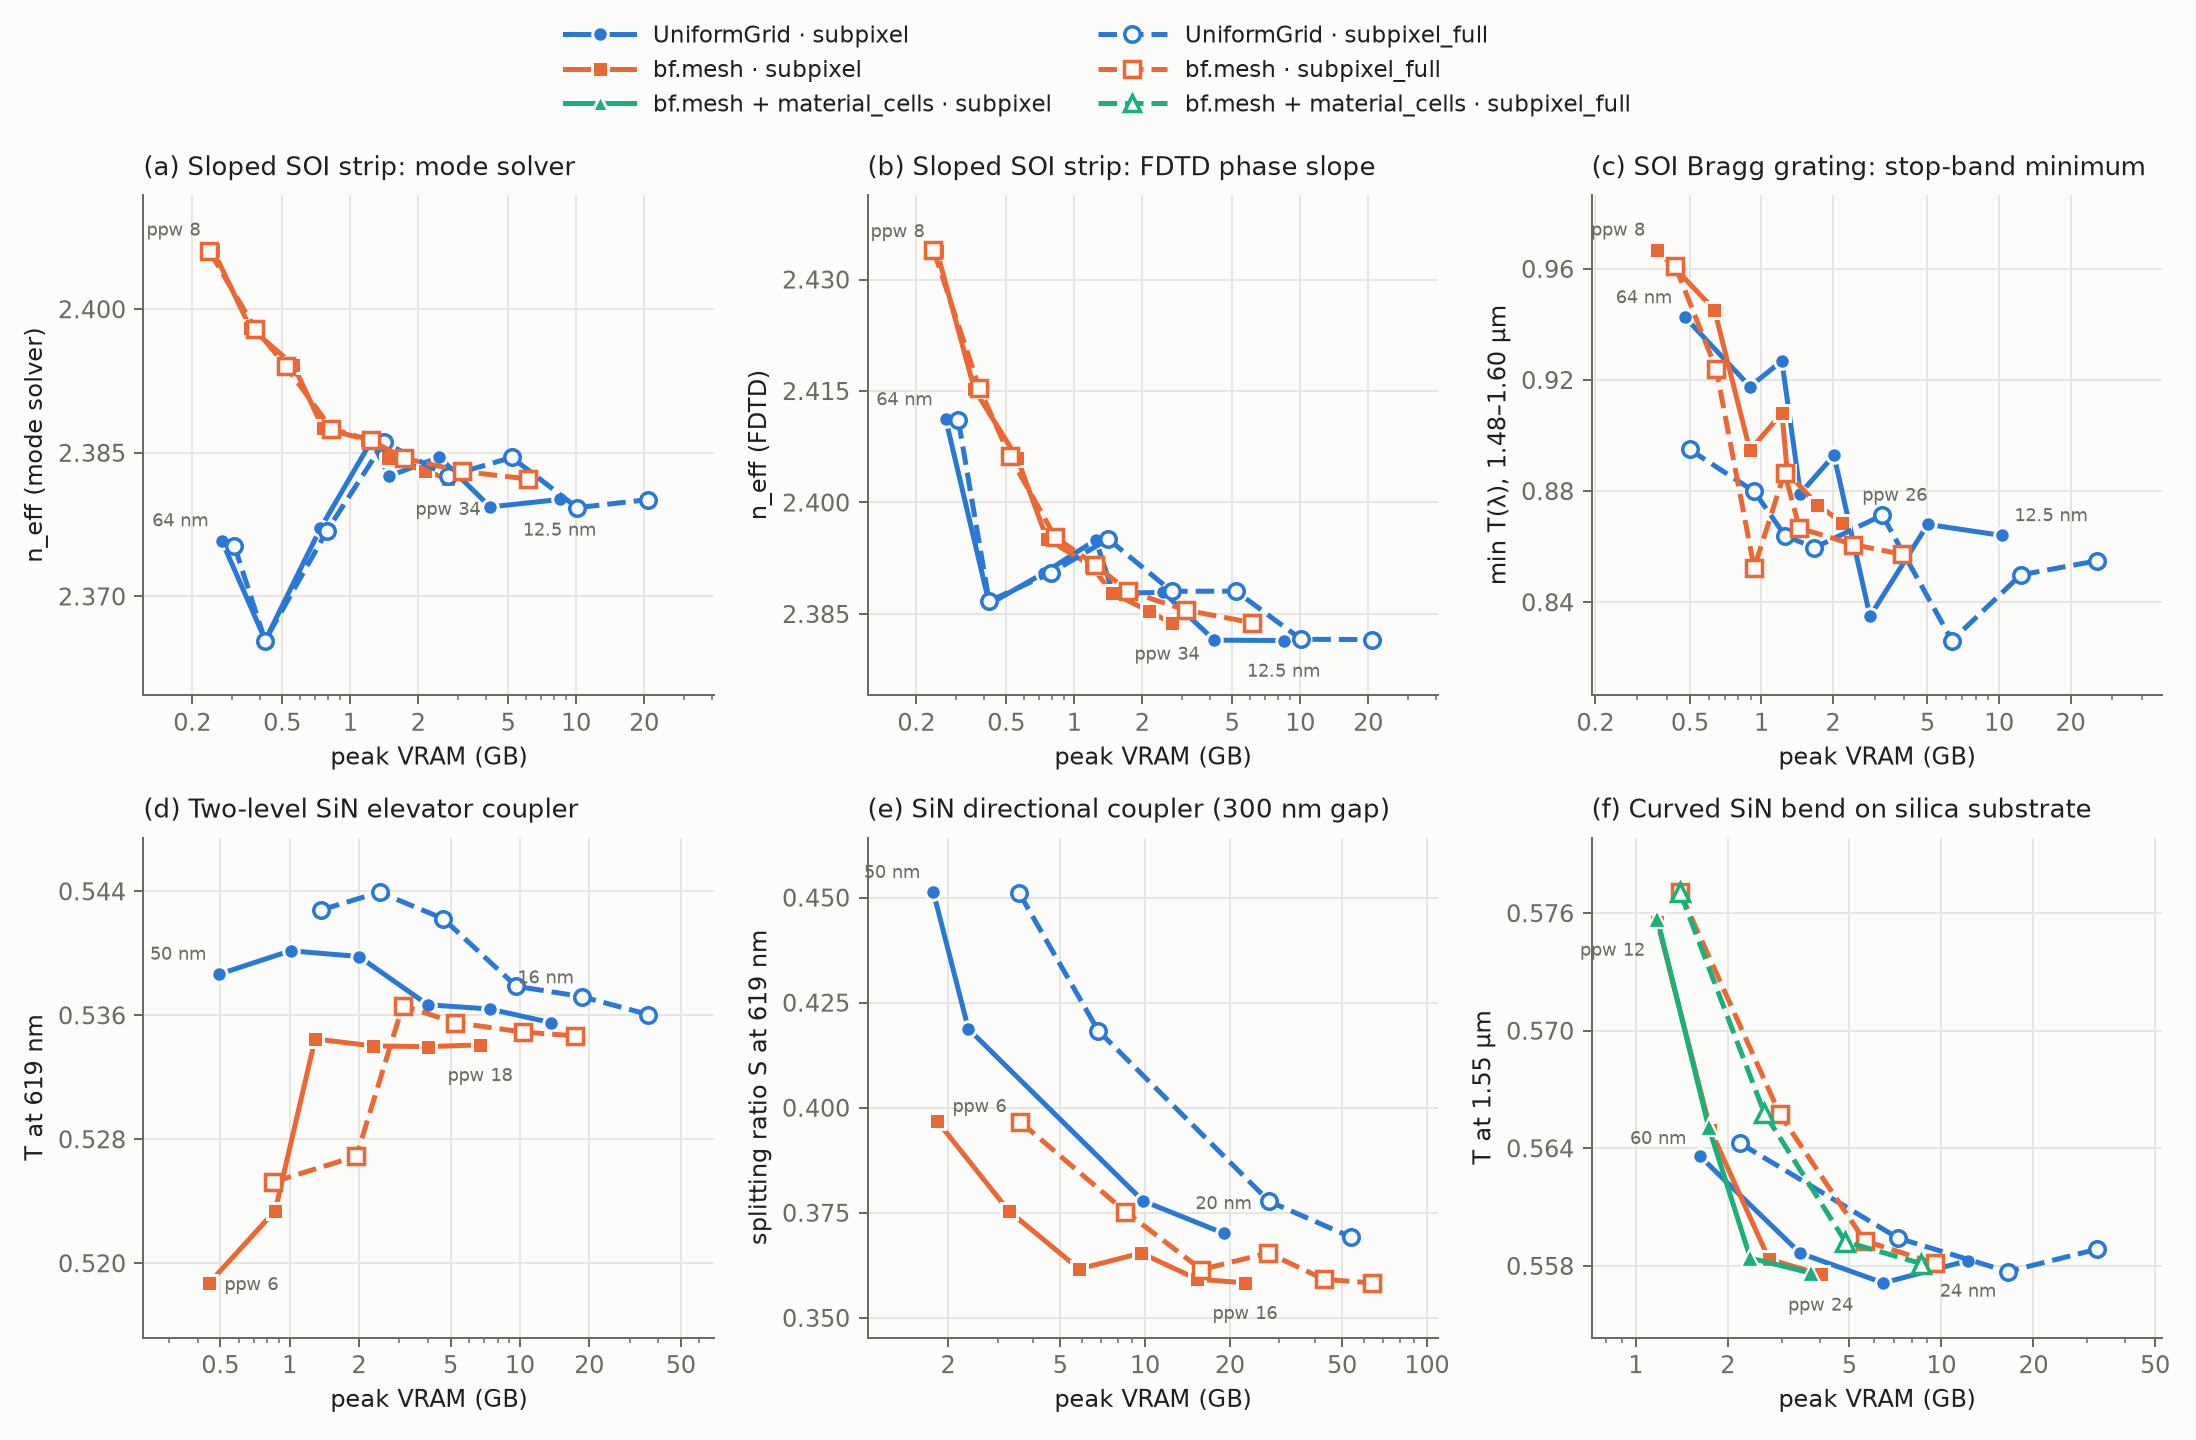 UniformGrid · subpixel
UniformGrid · subpixel_full
bf.mesh · subpixel
bf.mesh · subpixel_full
bf.mesh + material_cells · subpixel
bf.mesh + material_cells · subpixel_full
(a) Sloped SOI strip: mode solver
n_eff (mode solver)
2.400
2.385
2.370
ppw 8
64 nm
ppw 34
12.5 nm
0.2 0.5 1 2 5 10 20
peak VRAM (GB)
(b) Sloped SOI strip: FDTD phase slope
n_eff (FDTD)
2.430
2.415
2.400
2.385
ppw 8
64 nm
ppw 34
12.5 nm
0.2 0.5 1 2 5 10 20
peak VRAM (GB)
(c) SOI Bragg grating: stop-band minimum
min T(λ), 1.48–1.60 µm
0.96
0.92
0.88
0.84
ppw 8
64 nm
ppw 26
12.5 nm
0.2 0.5 1 2 5 10 20
peak VRAM (GB)
(d) Two-level SiN elevator coupler
T at 619 nm
0.544
0.536
0.528
0.520
50 nm
16 nm
ppw 18
ppw 6
0.5 1 2 5 10 20 50
peak VRAM (GB)
(e) SiN directional coupler (300 nm gap)
splitting ratio S at 619 nm
0.450
0.425
0.400
0.375
0.350
50 nm
ppw 6
20 nm
ppw 16
2 5 10 20 50 100
peak VRAM (GB)
(f) Curved SiN bend on silica substrate
T at 1.55 µm
0.576
0.570
0.564
0.558
ppw 12
60 nm
24 nm
ppw 24
1 2 5 10 20 50
peak VRAM (GB)